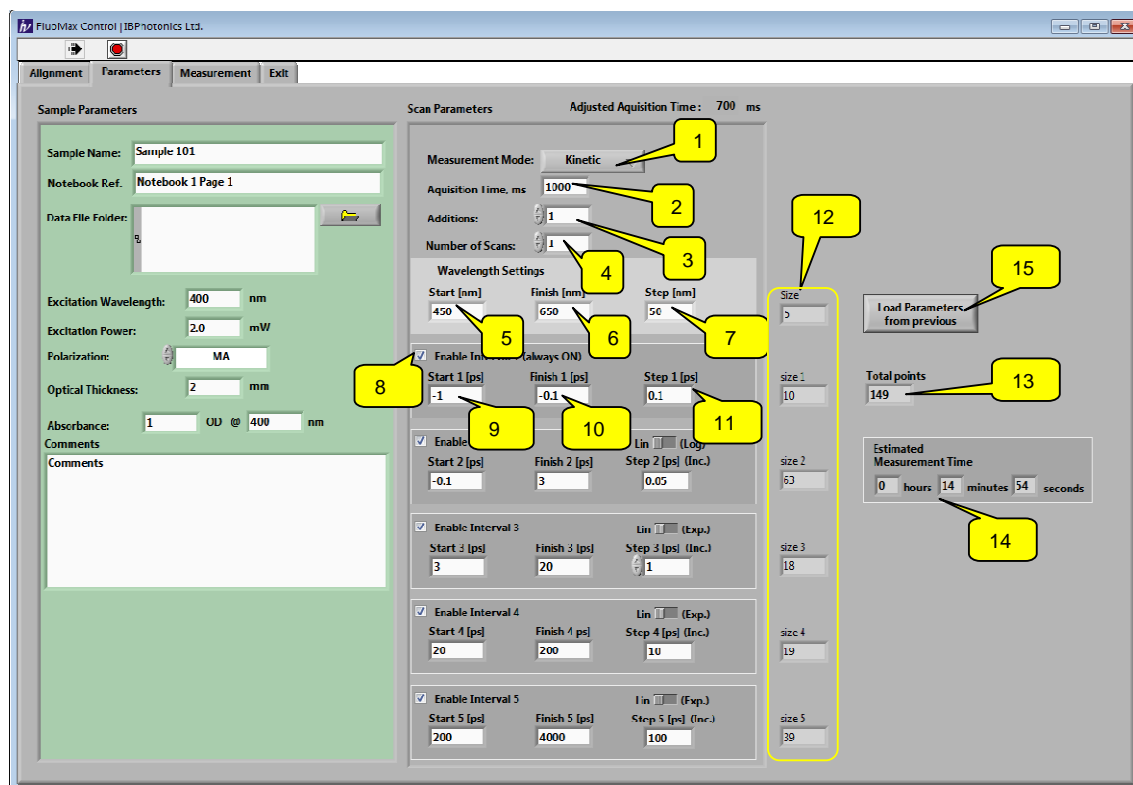 FluoMax Control | IBPhotonics Ltd.
Alignment Parameters Measurement Exit
Sample Parameters
Sample Name: Sample 101
Notebook Ref. Notebook 1 Page 1
Data File Folder:
Excitation Wavelength: 400 nm
Excitation Power: 2.0 mW
Polarization: MA
Optical Thickness: 2 mm
Absorbance: 1 OD @ 400 nm
Comments
Comments
Scan Parameters Adjusted Aquisition Time: 700 ms
Measurement Mode: Kinetic
Aquisition Time, ms 1000
Additions: 1
Number of Scans: 1
Wavelength Settings
Start [nm] Finish [nm] Step [nm]
450 650 50
Enable (always ON)
Start 1 [ps] Finish 1 [ps] Step 1 [ps]
-1 -0.1 0.1
Enable Lin (Log)
Start 2 [ps] Finish 2 [ps] Step 2 [ps] (Inc.)
-0.1 3 0.05
Enable Interval 3 Lin (Exp.)
Start 3 [ps] Finish 3 [ps] Step 3 [ps] (Inc.)
3 20 1
Enable Interval 4 Lin (Exp.)
Start 4 [ps] Finish 4 ps] Step 4 [ps] (Inc.)
20 200 10
Enable Interval 5 Lin (Exp.)
Start 5 [ps] Finish 5 [ps] Step 5 [ps] (Inc.)
200 4000 100
Size
5
size 1
10
size 2
63
size 3
18
size 4
19
size 5
39
Load Parameters
from previous
Total points
149
Estimated
Measurement Time
0 hours 14 minutes 54 seconds
1
2
3
4
5
6
7
8
9
10
11
12
13
14
15